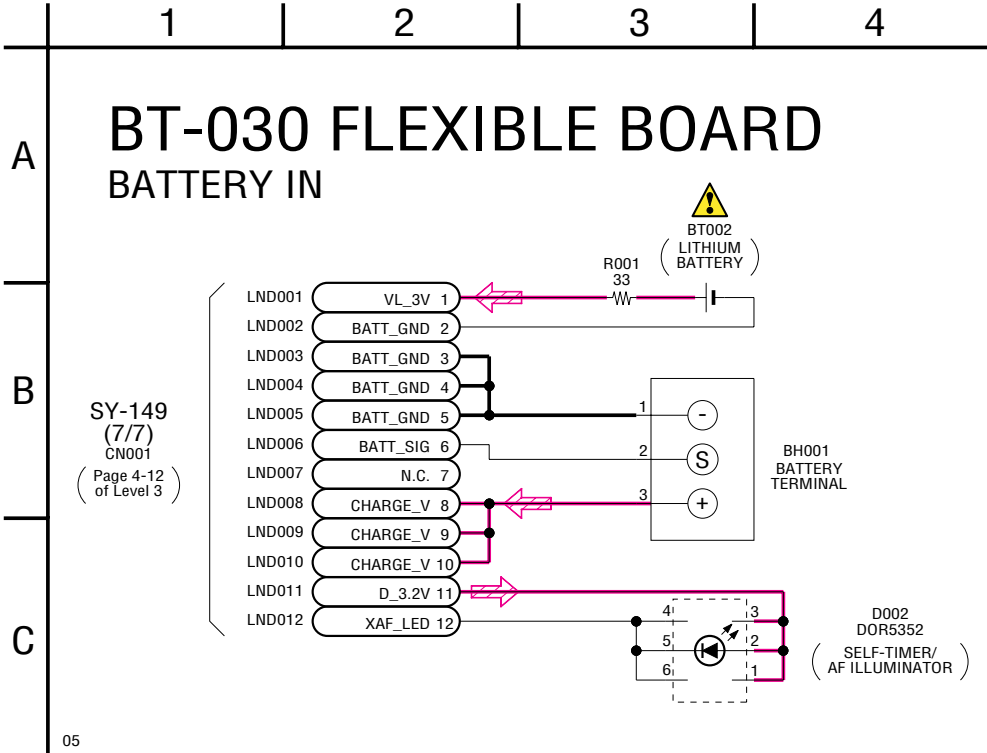 1 2 3 4
A
B
C
BT-030 FLEXIBLE BOARD
BATTERY IN
BT002
LITHIUM
BATTERY
R001
33
LND001 VL_3V 1
LND002 BATT_GND 2
LND003 BATT_GND 3
LND004 BATT_GND 4
LND005 BATT_GND 5
LND006 BATT_SIG 6
LND007 N.C. 7
LND008 CHARGE_V 8
LND009 CHARGE_V 9
LND010 CHARGE_V 10
LND011 D_3.2V 11
LND012 XAF_LED 12
SY-149
(7/7)
CN001
Page 4-12
of Level 3
1 -
2 S
3 +
BH001
BATTERY
TERMINAL
4 3
5 2
6 1
D002
DOR5352
SELF-TIMER/
AF ILLUMINATOR
05